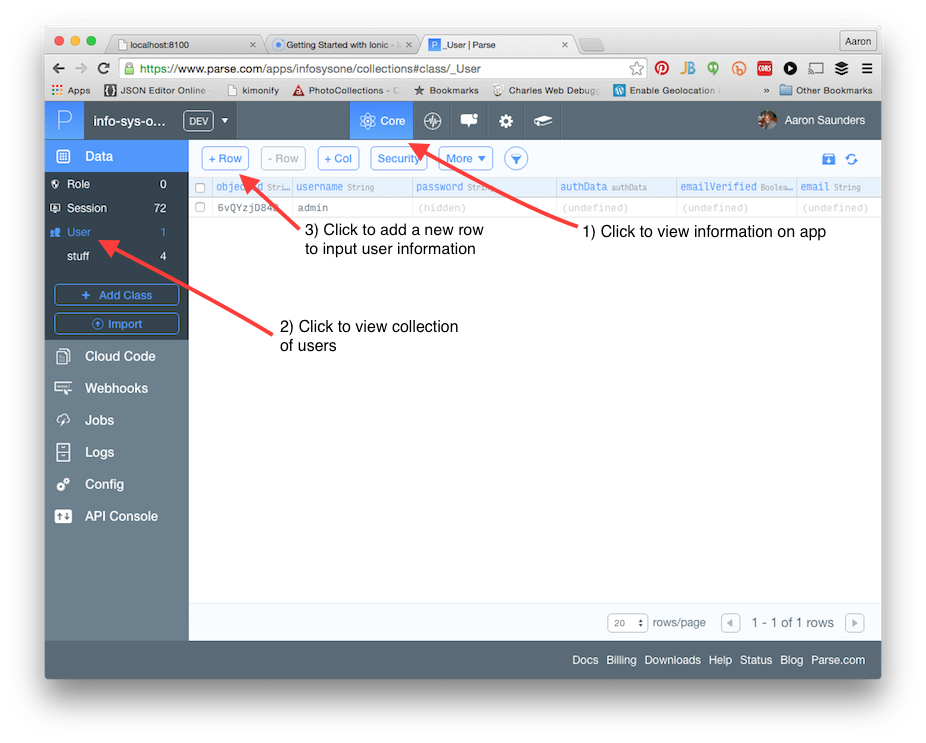 localhost:8100
Getting Started with Ionic -
_User | Parse
Aaron
https://www.parse.com/apps/infosysone/collections#class/_User
Apps
JSON Editor Online
kimonify
PhotoCollections - C
Bookmarks
Charles Web Debugg
Enable Geolocation
»
Other Bookmarks
info-sys-o...
DEV
Core
Aaron Saunders
Data
+ Row
- Row
+ Col
Security
More
Role 0
Session 72
User 1
stuff 4
+ Add Class
Import
username String
password
authData authData
emailVerified Boolea...
email String
admin
(hidden)
(undefined)
(undefined)
(undefined)
3) Click to add a new row
to input user information
1) Click to view information on app
2) Click to view collection
of users
Cloud Code
Webhooks
Jobs
Logs
Config
API Console
20
rows/page
1 - 1 of 1 rows
Docs Billing Downloads Help Status Blog Parse.com